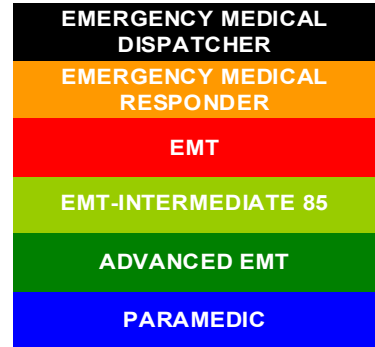 EMERGENCY MEDICAL
DISPATCHER
EMERGENCY MEDICAL
RESPONDER
EMT
EMT-INTERMEDIATE 85
ADVANCED EMT
PARAMEDIC